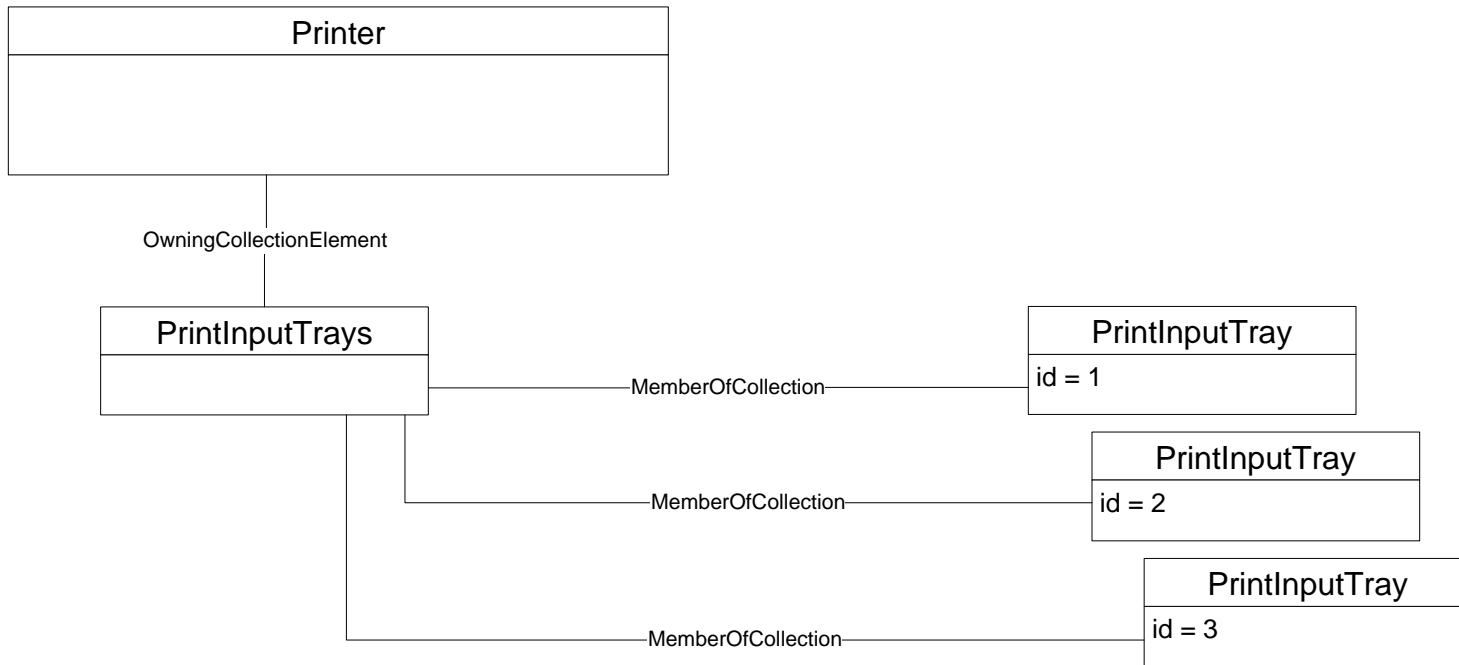 Printer
OwningCollectionElement
PrintInputTrays
PrintInputTray
id = 1
MemberOfCollection
PrintInputTray
id = 2
MemberOfCollection
PrintInputTray
id = 3
MemberOfCollection